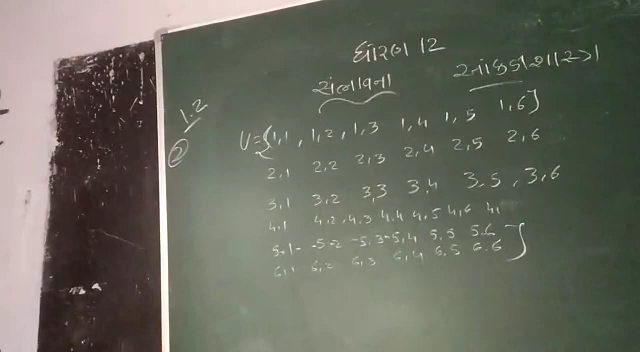 ધોરણ 12
સંભાવના આંકડાશાસ્ત્ર
1.2
2
U={1,1, 1,2, 1,3 1,4 1,5 1,6}
2,1 2,2 2,3 2,4 2,5 2,6
3,1 3,2 3,3 3,4 3,5, 3,6
4,1 4,2, 4,3 4,4 4,5 4,6 4,
5,1- 5,2 - 5,3 - 5,4 5,5 5,6
6,1 6,2 6,3 6,4 6,5 6,6 }